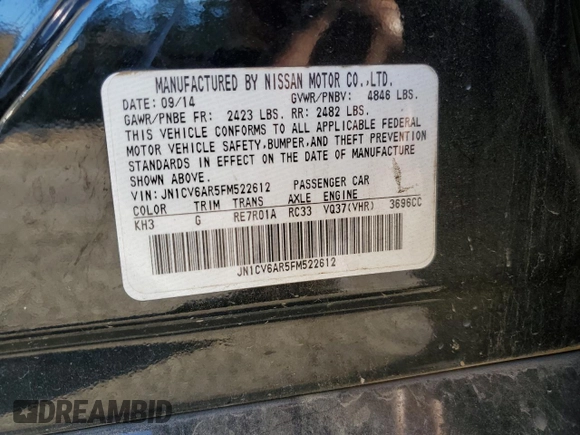 MANUFACTURED BY NISSAN MOTOR CO.,LTD.
DATE: 09/14 GVWR/PNBV: 4846 LBS.
GAWR/PNBE FR: 2423 LBS. RR: 2482 LBS.
THIS VEHICLE CONFORMS TO ALL APPLICABLE FEDERAL
MOTOR VEHICLE SAFETY,BUMPER,AND THEFT PREVENTION
STANDARDS IN EFFECT ON THE DATE OF MANUFACTURE
SHOWN ABOVE.
VIN: JN1CV6AR5FM522612 PASSENGER CAR
COLOR TRIM TRANS AXLE ENGINE
KH3 G RE7R01A RC33 VQ37(VHR) 3696CC
JN1CV6AR5FM522612
DREAMBID